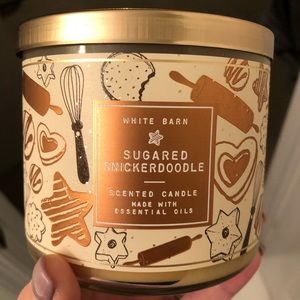 WHITE BARN
SUGARED
SNICKERDOODLE
SCENTED CANDLE
MADE WITH
ESSENTIAL OILS